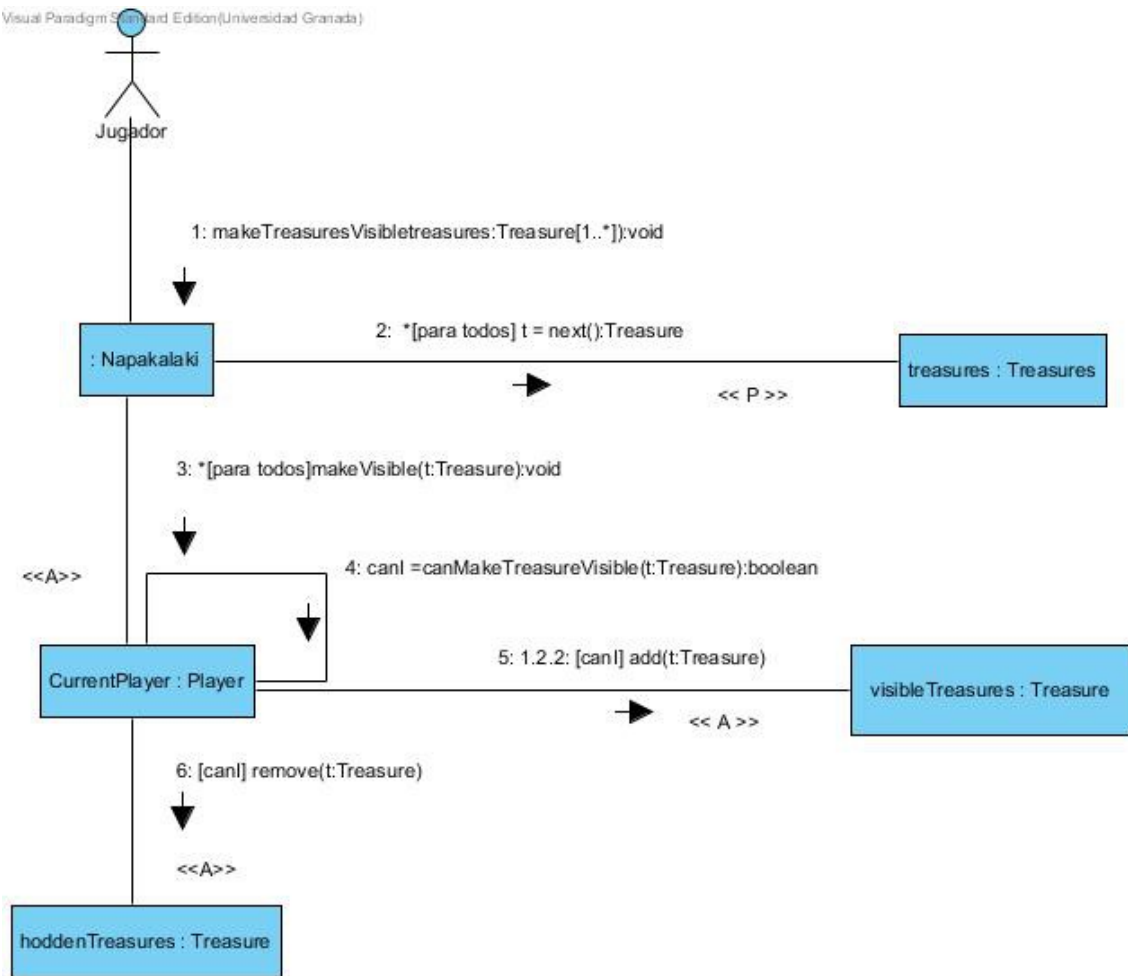 Visual Paradigm Standard Edition(Universidad Granada)
Jugador
1: makeTreasuresVisibletreasures:Treasure[1..*]):void
2: *[para todos] t = next():Treasure
: Napakalaki
treasures : Treasures
<< P >>
3: *[para todos]makeVisible(t:Treasure):void
4: canI =canMakeTreasureVisible(t:Treasure):boolean
<<A>>
5: 1.2.2: [canI] add(t:Treasure)
CurrentPlayer : Player
visibleTreasures : Treasure
<< A >>
6: [canI] remove(t:Treasure)
<<A>>
hoddenTreasures : Treasure